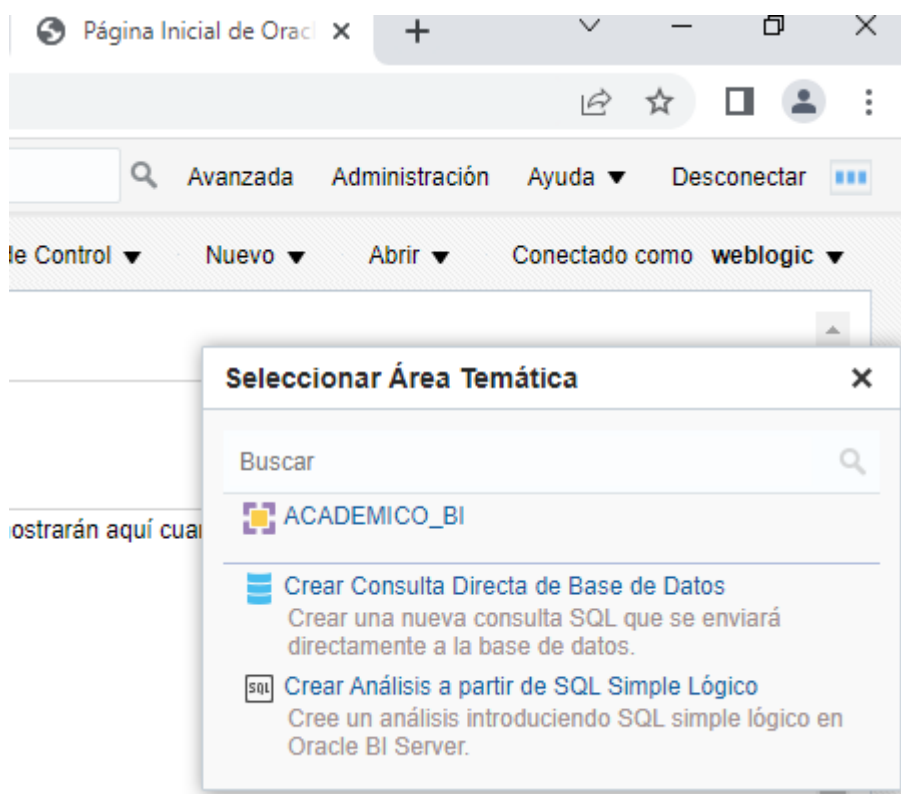 Página Inicial de Orac
Avanzada Administración Ayuda Desconectar
de Control Nuevo Abrir Conectado como weblogic
Seleccionar Área Temática
Buscar
ostrarán aquí cua
ACADEMICO_BI
Crear Consulta Directa de Base de Datos
Crear una nueva consulta SQL que se enviará
directamente a la base de datos.
SQL Crear Análisis a partir de SQL Simple Lógico
Cree un análisis introduciendo SQL simple lógico en
Oracle BI Server.